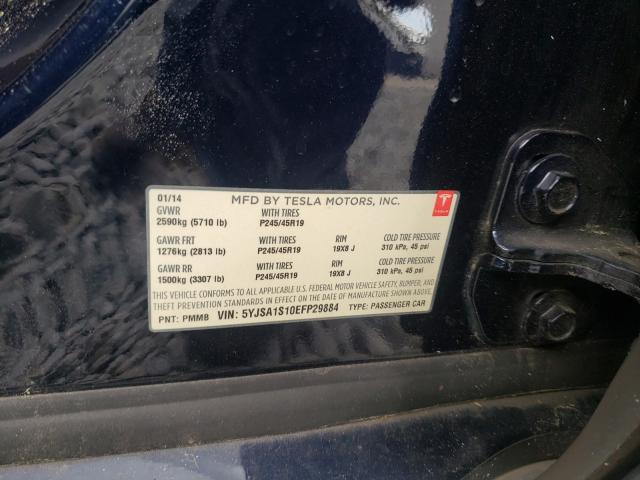 01/14 MFD BY TESLA MOTORS, INC. TESLA
GVWR WITH TIRES
2590kg (5710 lb) P245/45R19
GAWR FRT WITH TIRES RIM COLD TIRE PRESSURE
1276kg (2813 lb) P245/45R19 19X8 J 310 kPa, 45 psi
GAWR RR WITH TIRES RIM COLD TIRE PRESSURE
1500kg (3307 lb) P245/45R19 19X8 J 310 kPa, 45 psi
THIS VEHICLE CONFORMS TO ALL APPLICABLE U.S. FEDERAL MOTOR VEHICLE SAFETY, BUMPER, AND
THEFT PREVENTION STANDARDS IN EFFECT ON THE DATE OF MANUFACTURE SHOWN ABOVE.
PNT: PMMB VIN: 5YJSA1S10EFP29884 TYPE: PASSENGER CAR